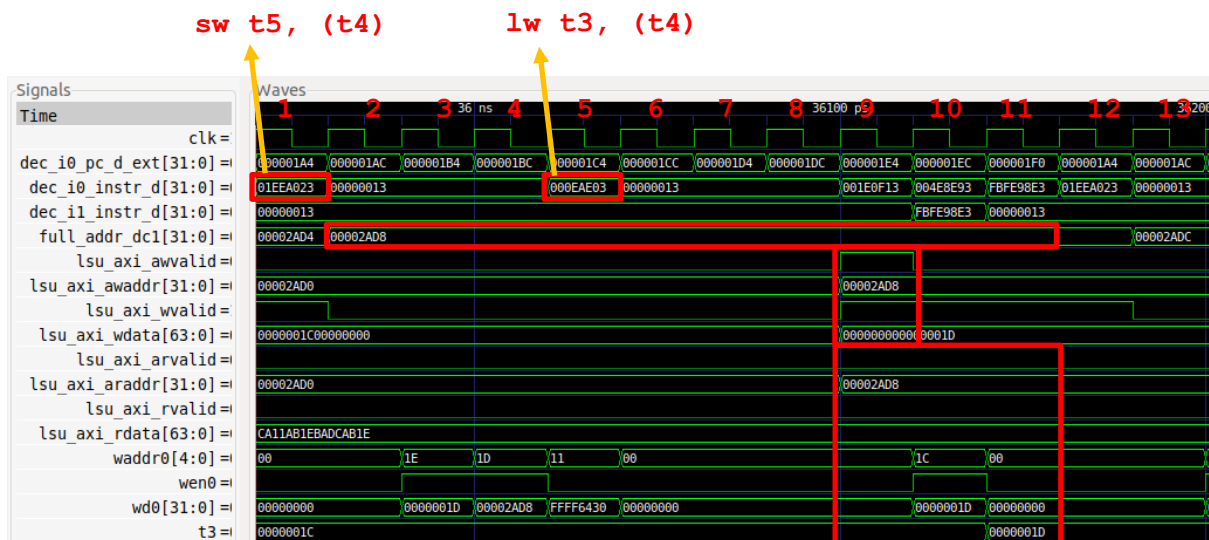 sw t5, (t4) lw t3, (t4)
Signals Waves
Time 1 2 3 36 ns 4 5 6 7 8 36100 ps 9 10 11 12 13 36200
clk=
dec_i0_pc_d_ext[31:0] = 000001A4 000001AC 000001B4 000001BC 000001C4 000001CC 000001D4 000001DC 000001E4 000001EC 000001F0 000001A4 000001AC
dec_i0_instr_d[31:0] = 01EEA023 00000013 000EAE03 00000013 001E0F13 004E8E93 FBFE98E3 01EEA023 00000013
dec_i1_instr_d[31:0] = 00000013 FBFE98E3 00000013
full_addr_dc1[31:0] = 00002AD4 00002AD8 00002ADC
lsu_axi_awvalid =
lsu_axi_awaddr[31:0] = 00002AD0 00002AD8
lsu_axi_wvalid =
lsu_axi_wdata[63:0] = 0000001C00000000 000000000000001D
lsu_axi_arvalid =
lsu_axi_araddr[31:0] = 00002AD0 00002AD8
lsu_axi_rvalid =
lsu_axi_rdata[63:0] = CA11AB1EBADCAB1E
waddr0[4:0] = 00 1E 1D 11 00 1C 00
wen0 =
wd0[31:0] = 00000000 0000001D 00002AD8 FFFF6430 00000000 0000001D 00000000
t3 = 0000001C 0000001D